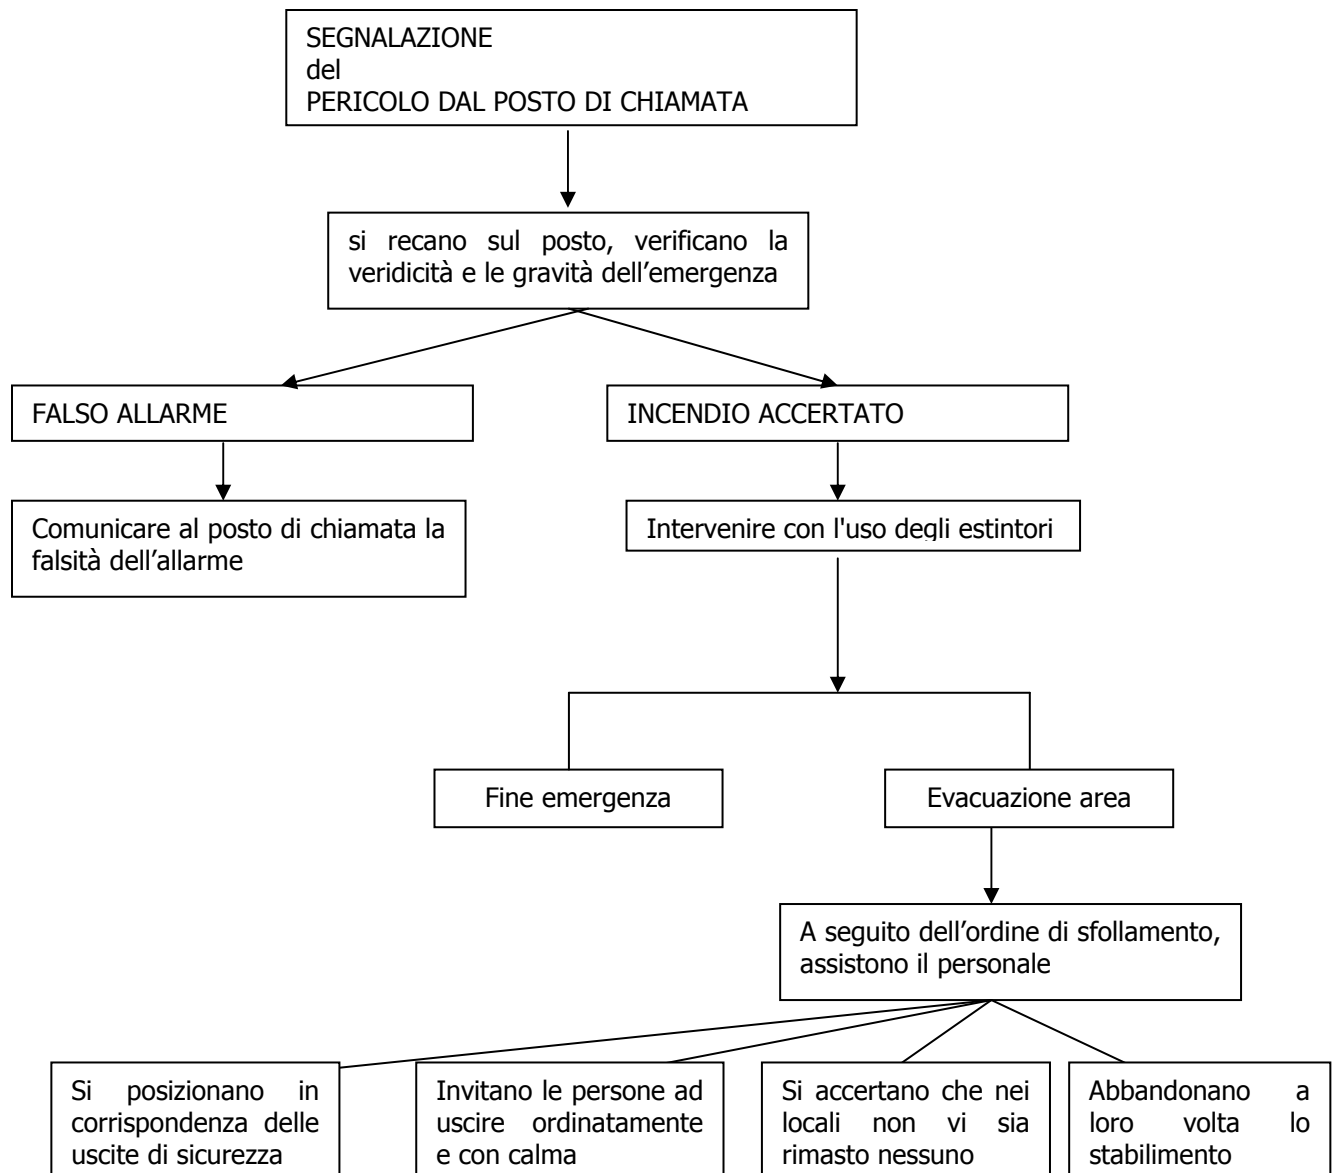 SEGNALAZIONE
del
PERICOLO DAL POSTO DI CHIAMATA
si recano sul posto, verificano la
veridicità e le gravità dell’emergenza
FALSO ALLARME
INCENDIO ACCERTATO
Comunicare al posto di chiamata la
falsità dell’allarme
Intervenire con l'uso degli estintori
Fine emergenza
Evacuazione area
A seguito dell’ordine di sfollamento,
assistono il personale
Si posizionano in
corrispondenza delle
uscite di sicurezza
Invitano le persone ad
uscire ordinatamente
e con calma
Si accertano che nei
locali non vi sia
rimasto nessuno
Abbandonano a
loro volta lo
stabilimento